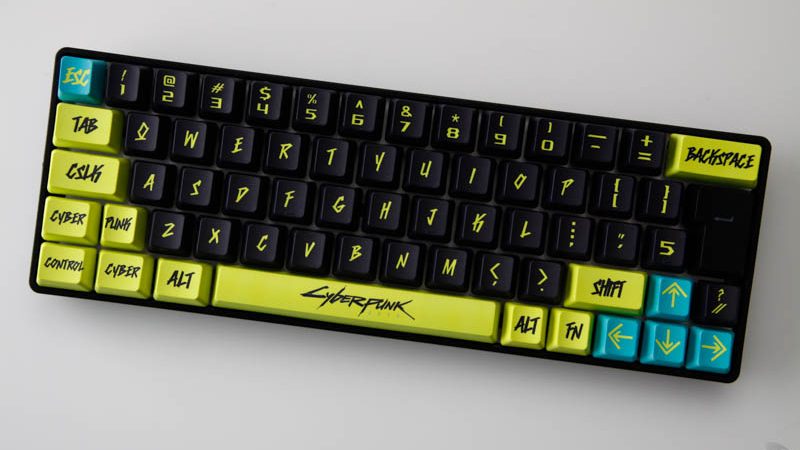 ESC ! 1 @ 2 # 3 $ 4 % 5 ^ 6 & 7 * 8 ( 9 ) 0 — - + = BACKSPACE
TAB Q W E R T Y U I O P { [ } ]
CSLK A S D F G H J K L : ; " ' 5
CYBER PUNK Z X C V B N M < > SHIFT ? //
CONTROL CYBER ALT CYBERPUNK ALT FN